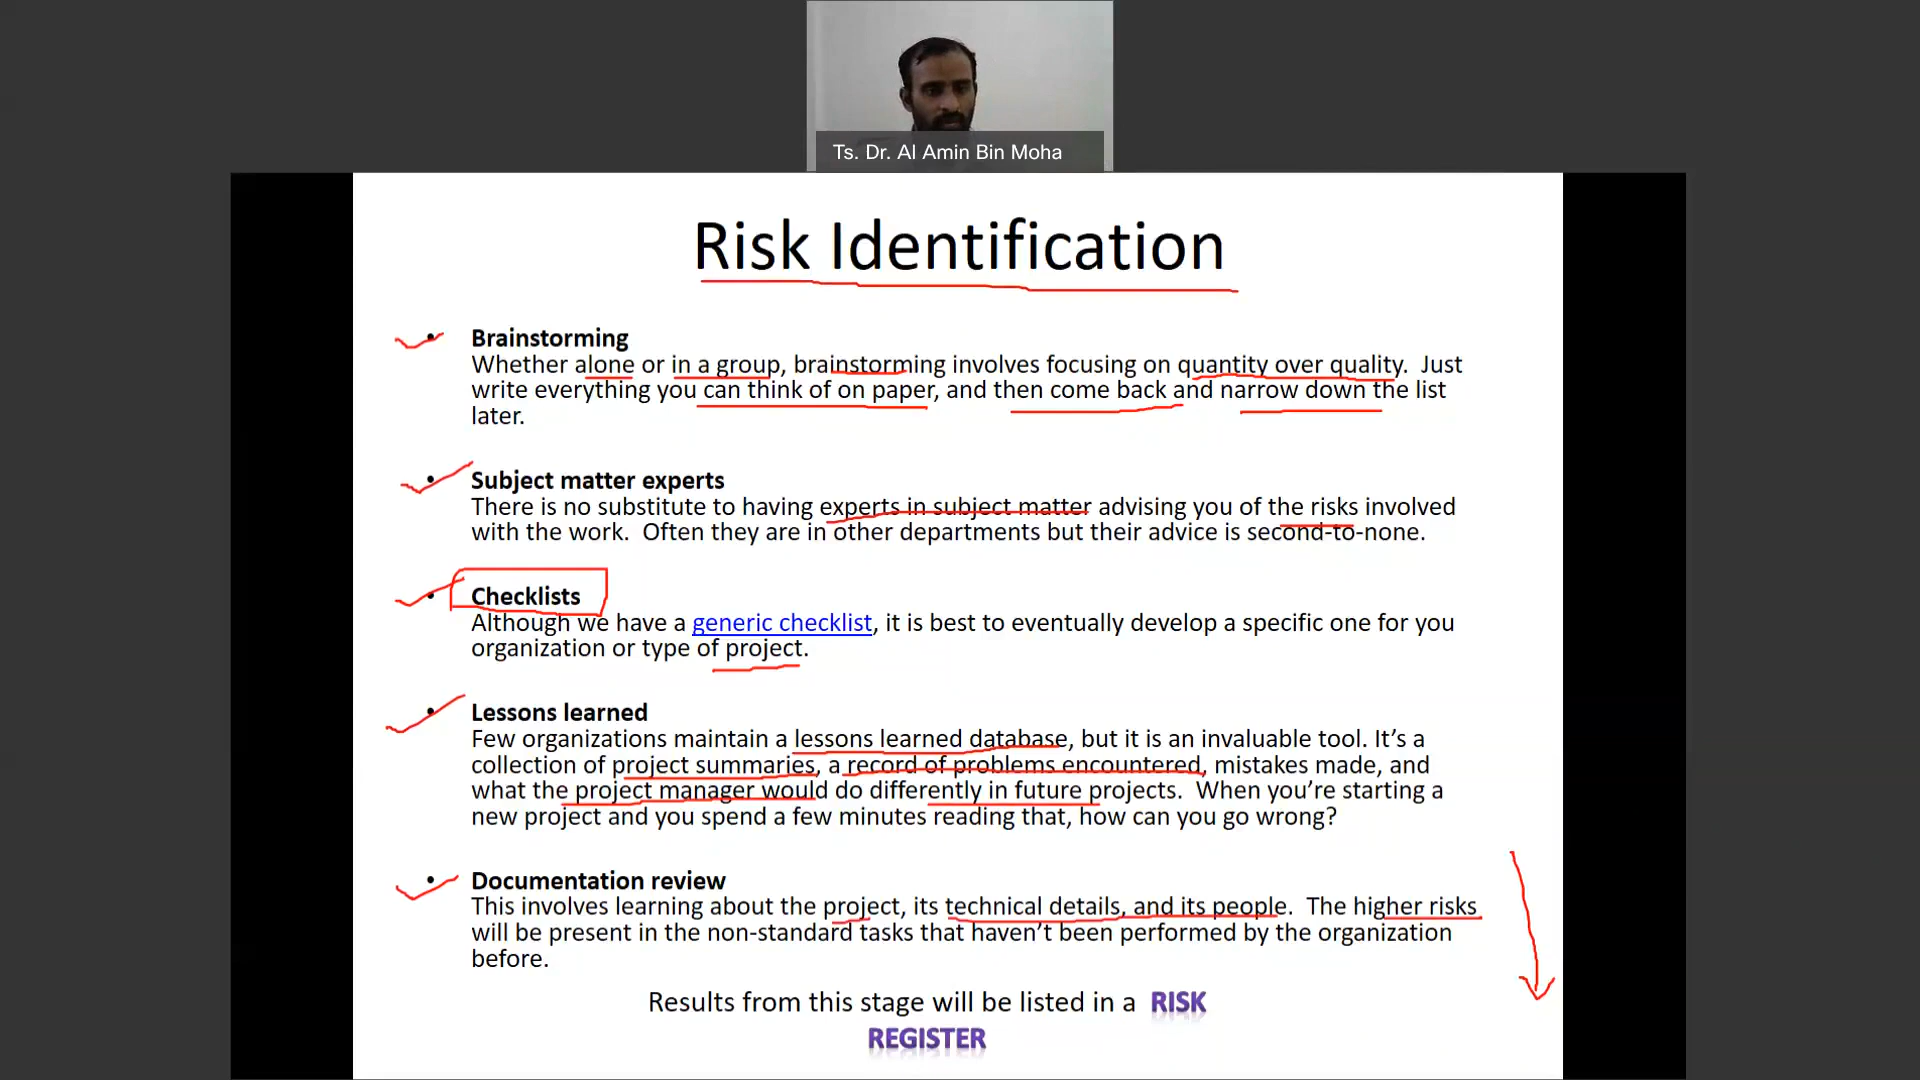 Ts. Dr. Al Amin Bin Moha
Risk Identification
• Brainstorming
Whether alone or in a group, brainstorming involves focusing on quantity over quality. Just
write everything you can think of on paper, and then come back and narrow down the list
later.
• Subject matter experts
There is no substitute to having experts in subject matter advising you of the risks involved
with the work. Often they are in other departments but their advice is second-to-none.
• Checklists
Although we have a generic checklist, it is best to eventually develop a specific one for you
organization or type of project.
• Lessons learned
Few organizations maintain a lessons learned database, but it is an invaluable tool. It’s a
collection of project summaries, a record of problems encountered, mistakes made, and
what the project manager would do differently in future projects. When you’re starting a
new project and you spend a few minutes reading that, how can you go wrong?
• Documentation review
This involves learning about the project, its technical details, and its people. The higher risks
will be present in the non-standard tasks that haven’t been performed by the organization
before.
Results from this stage will be listed in a RISK
REGISTER